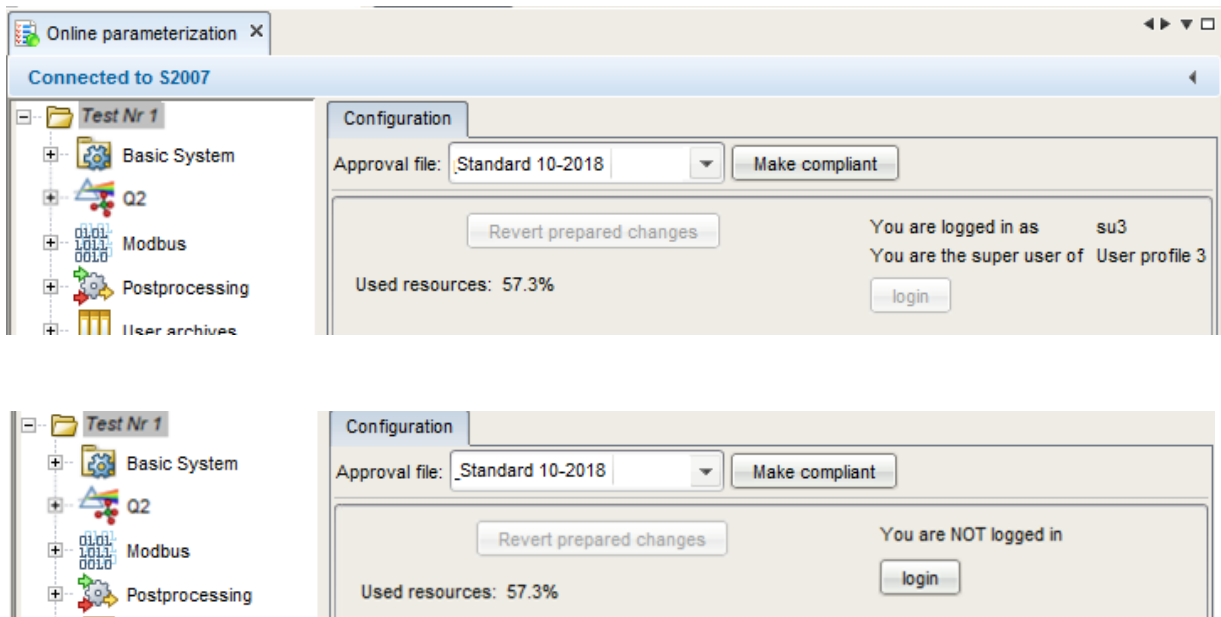 Online parameterization
Connected to S2007
Test Nr 1
Basic System
Q2
Modbus
Postprocessing
User archives
Configuration
Approval file: Standard 10-2018 Make compliant
Revert prepared changes
Used resources: 57.3%
You are logged in as su3
You are the super user of User profile 3
login
Test Nr 1
Basic System
Q2
Modbus
Postprocessing
Configuration
Approval file: _Standard 10-2018 Make compliant
Revert prepared changes
Used resources: 57.3%
You are NOT logged in
login